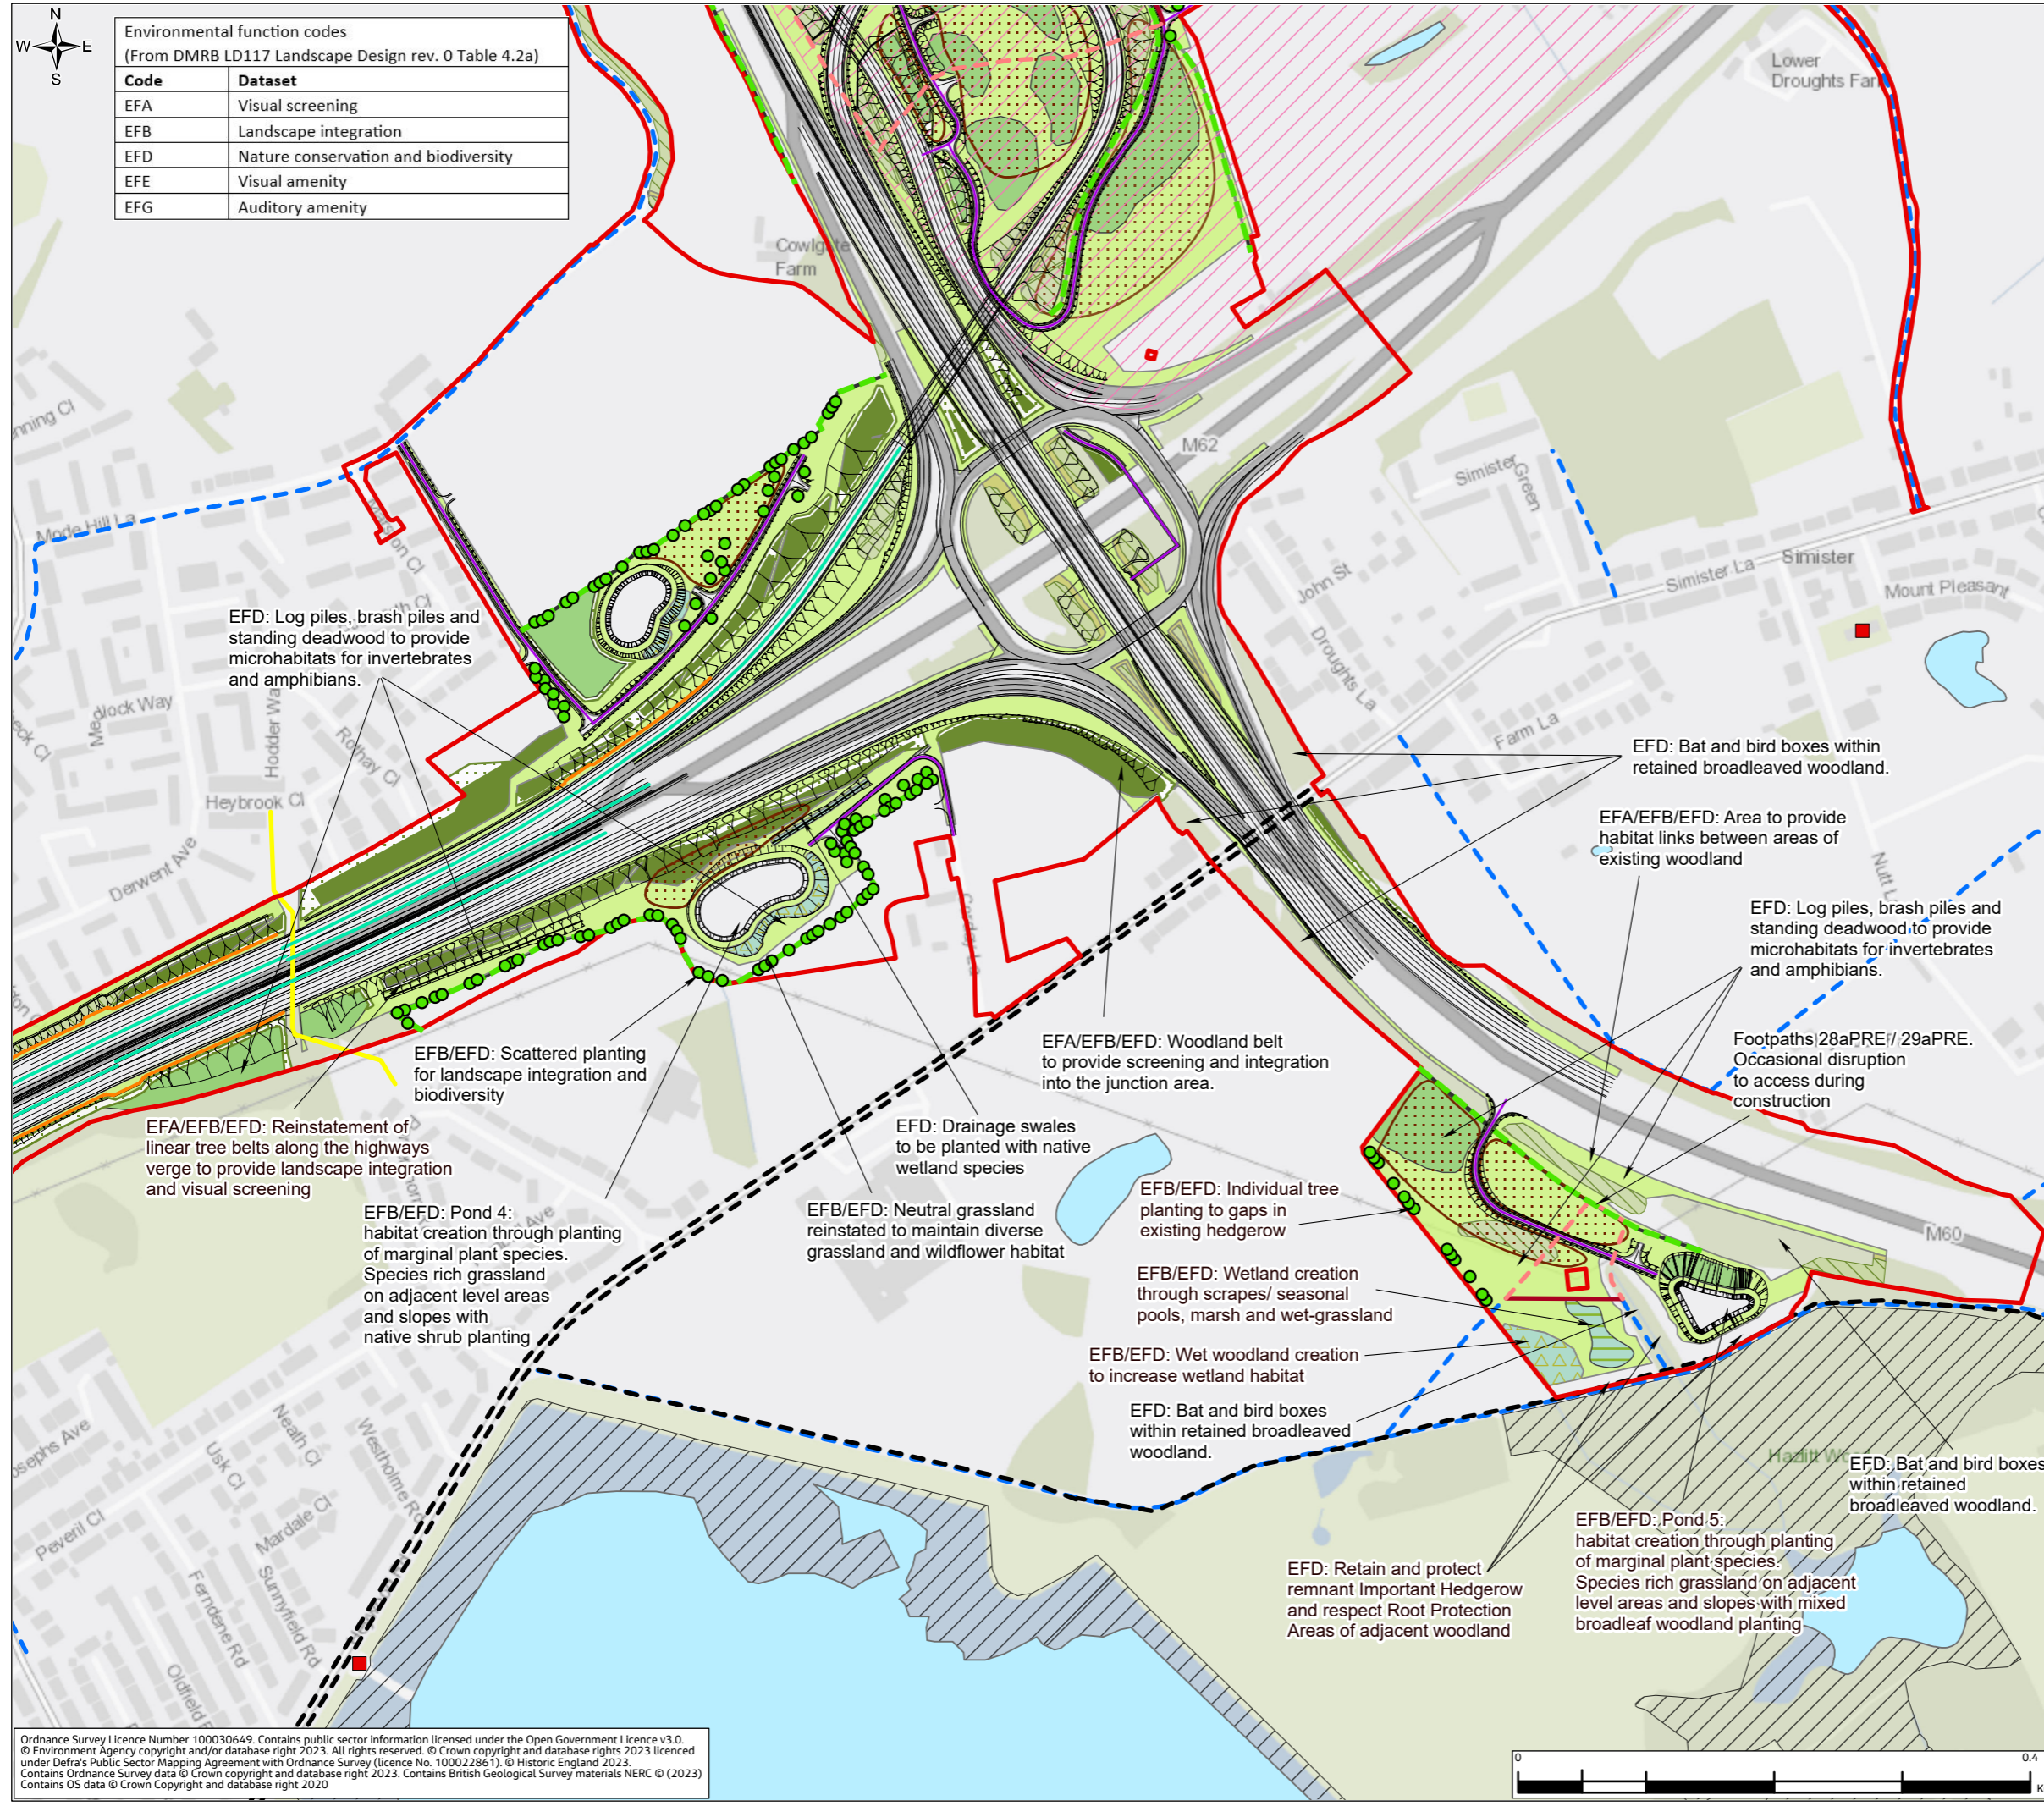 N
W E
S
Environmental function codes
(From DMRB LD117 Landscape Design rev. 0 Table 4.2a)
Code Dataset
EFA Visual screening
EFB Landscape integration
EFD Nature conservation and biodiversity
EFE Visual amenity
EFG Auditory amenity
Lower
Droughts Farm
Cowlgate
Farm
M62
Simister
Green
Mode Hill La
Simister La
Simister
Mount Pleasant
John St
Droughts La
Farm La
Nutt L
EFD: Log piles, brash piles and
standing deadwood to provide
microhabitats for invertebrates
and amphibians.
Hodder Wa
Rothay Cl
Heybrook Cl
Derwent Ave
EFD: Bat and bird boxes within
retained broadleaved woodland.
EFA/EFB/EFD: Area to provide
habitat links between areas of
existing woodland
EFD: Log piles, brash piles and
standing deadwood to provide
microhabitats for invertebrates
and amphibians.
Footpaths 28aPRE / 29aPRE.
Occasional disruption
to access during
construction
EFB/EFD: Scattered planting
for landscape integration and
biodiversity
EFA/EFB/EFD: Woodland belt
to provide screening and integration
into the junction area.
EFA/EFB/EFD: Reinstatement of
linear tree belts along the highways
verge to provide landscape integration
and visual screening
EFD: Drainage swales
to be planted with native
wetland species
EFB/EFD: Individual tree
planting to gaps in
existing hedgerow
EFB/EFD: Pond 4:
habitat creation through planting
of marginal plant species.
Species rich grassland
on adjacent level areas
and slopes with
native shrub planting
EFB/EFD: Neutral grassland
reinstated to maintain diverse
grassland and wildflower habitat
M60
EFB/EFD: Wetland creation
through scrapes/ seasonal
pools, marsh and wet-grassland
EFB/EFD: Wet woodland creation
to increase wetland habitat
EFD: Bat and bird boxes
within retained broadleaved
woodland.
Hazlitt Wo
EFD: Bat and bird boxes
within retained
broadleaved woodland.
EFB/EFD: Pond 5:
habitat creation through planting
of marginal plant species.
Species rich grassland on adjacent
level areas and slopes with mixed
broadleaf woodland planting
EFD: Retain and protect
remnant Important Hedgerow
and respect Root Protection
Areas of adjacent woodland
osephs Ave
Neath Cl
Usk Cl
Westholme Rd
Mardale Cl
Peveril Cl
Sunnyfield Rd
Ferndene Rd
Oldfield R
Ordnance Survey Licence Number 100030649. Contains public sector information licensed under the Open Government Licence v3.0.
© Environment Agency copyright and/or database right 2023. All rights reserved. © Crown copyright and database rights 2023 licenced
under Defra's Public Sector Mapping Agreement with Ordnance Survey (licence No. 100022861). © Historic England 2023.
Contains Ordnance Survey data © Crown copyright and database right 2023. Contains British Geological Survey materials NERC © (2023)
Contains OS data © Crown Copyright and database right 2020
0 0.4
K